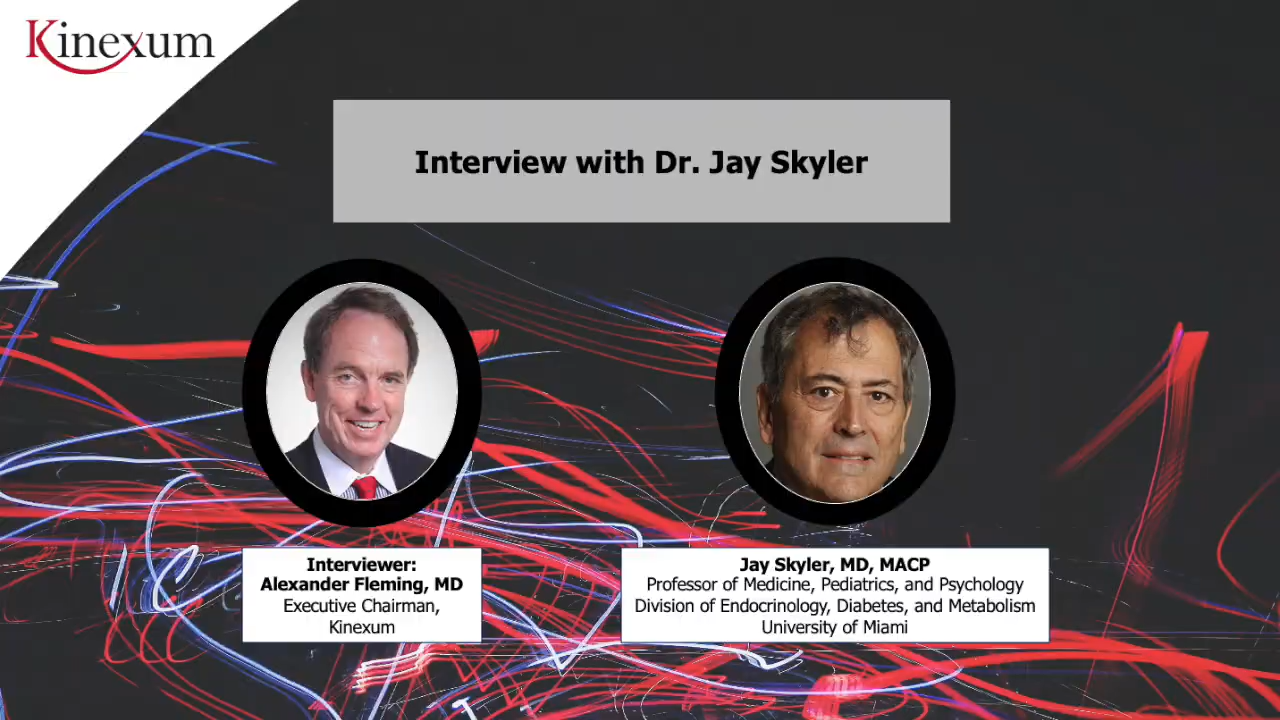 Kinexum
Interview with Dr. Jay Skyler
Interviewer:
Alexander Fleming, MD
Executive Chairman,
Kinexum
Jay Skyler, MD, MACP
Professor of Medicine, Pediatrics, and Psychology
Division of Endocrinology, Diabetes, and Metabolism
University of Miami